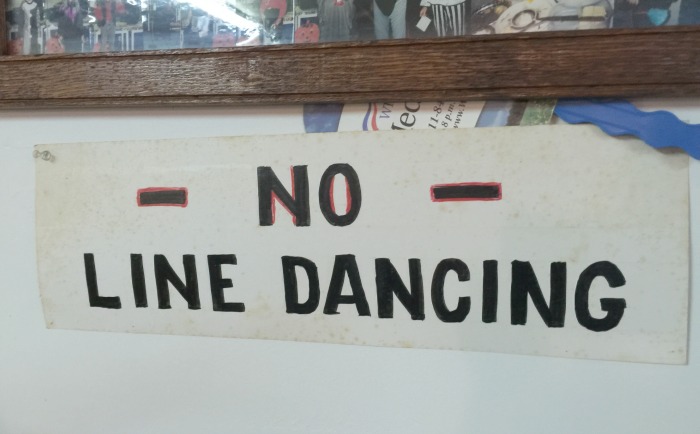 - NO -
LINE DANCING